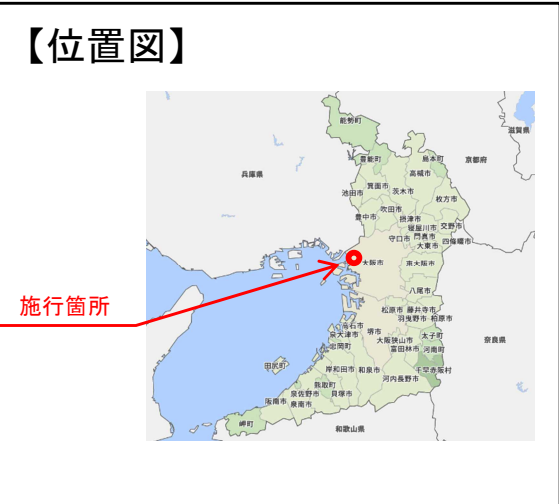 【位置図】
能勢町
滋賀県
豊能町
島本町
京都府
兵庫県
高槻市
箕面市
茨木市
池田市
枚方市
吹田市
豊中市
摂津市
寝屋川市
交野市
守口市
門真市
四條畷市
大東市
大阪市
東大阪市
八尾市
施行箇所
松原市
藤井寺市
羽曳野市
柏原市
高石市
堺市
泉大津市
太子町
大阪狭山市
忠岡町
富田林市
河南町
奈良県
田尻町
岸和田市
和泉市
千早赤阪村
河内長野市
熊取町
泉佐野市
貝塚市
阪南市
泉南市
岬町
和歌山県